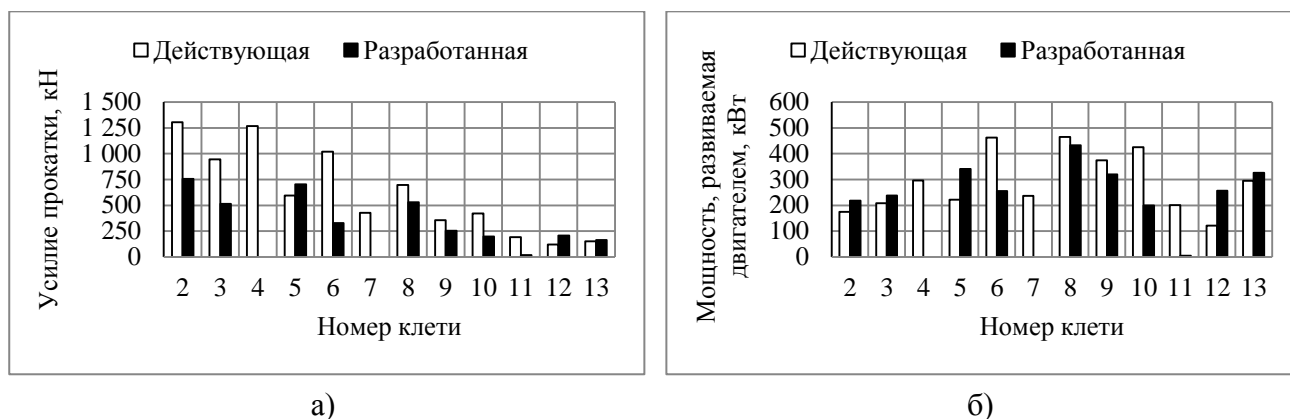 Действующая Разработанная
Усилие прокатки, кН
1 500
1 250
1 000
750
500
250
0
2 3 4 5 6 7 8 9 10 11 12 13
Номер клети
а)
Действующая Разработанная
Мощность, развиваемая
двигателем, кВт
600
500
400
300
200
100
0
2 3 4 5 6 7 8 9 10 11 12 13
Номер клети
б)